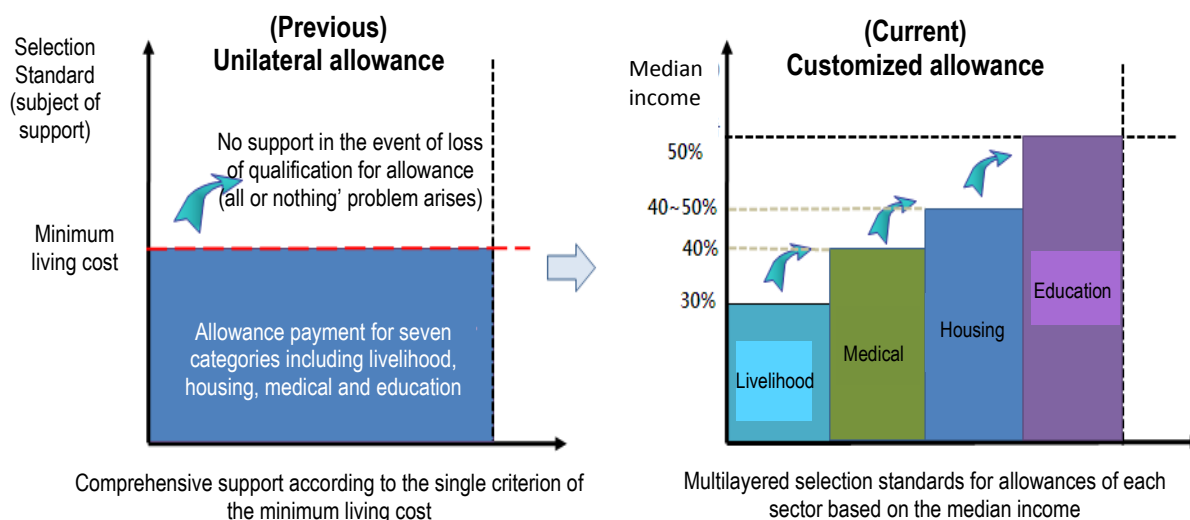 (Previous)
Unilateral allowance
Selection
Standard
(subject of
support)
No support in the event of loss
of qualification for allowance
(all or nothing’ problem arises)
Minimum
living cost
Allowance payment for seven
categories including livelihood,
housing, medical and education
Comprehensive support according to the single criterion of
the minimum living cost
(Current)
Customized allowance
Median
income
50%
40~50%
40%
30%
Livelihood
Medical
Housing
Education
Multilayered selection standards for allowances of each
sector based on the median income